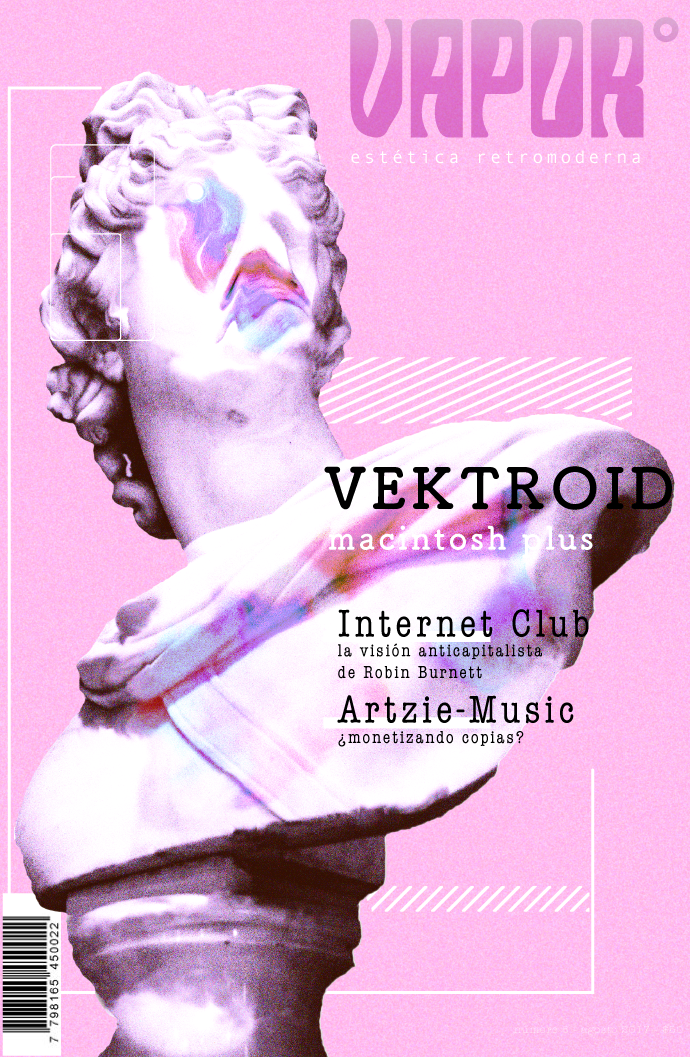 VAPOR°
estética retromoderna
VEKTROID
macintosh plus
Internet Club
la visión anticapitalista
de Robin Burnett
Artzie-Music
¿monetizando copias?
7 798165 450022